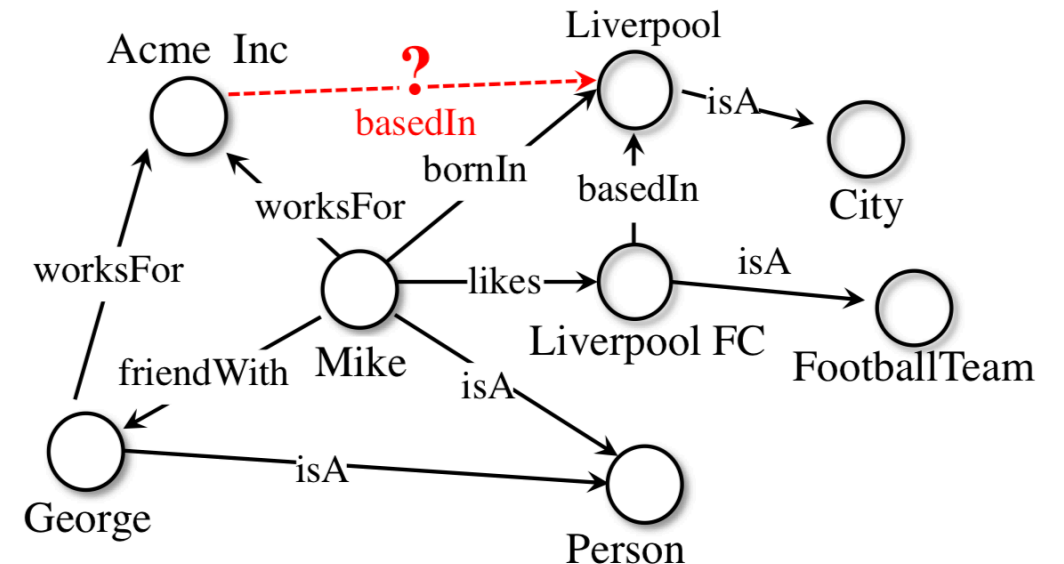 Liverpool
Acme Inc
?
isA
basedIn
bornIn
basedIn
City
worksFor
worksFor
isA
likes
Liverpool FC
FootballTeam
friendWith
Mike
isA
isA
George
Person